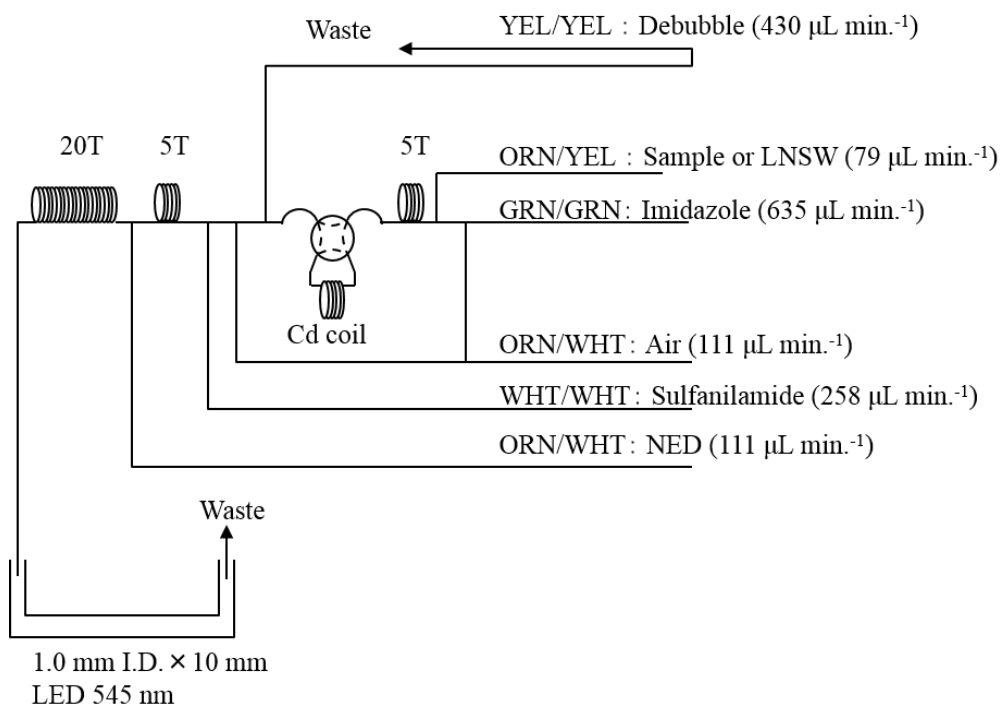 Waste
YEL/YEL : Debubble (430 μL min.⁻¹)
20T
5T
5T
ORN/YEL : Sample or LNSW (79 μL min.⁻¹)
GRN/GRN: Imidazole (635 μL min.⁻¹)
Cd coil
ORN/WHT: Air (111 μL min.⁻¹)
WHT/WHT: Sulfanilamide (258 μL min.⁻¹)
ORN/WHT: NED (111 μL min.⁻¹)
Waste
1.0 mm I.D. × 10 mm
LED 545 nm